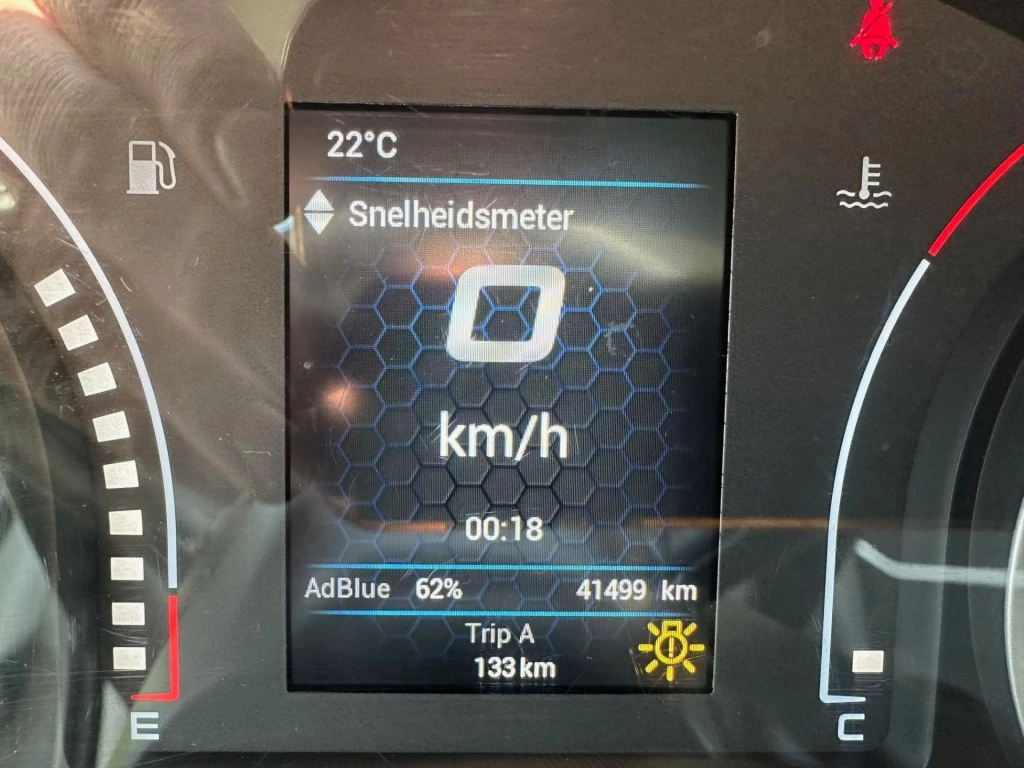 22°C
Snelheidsmeter
0
km/h
00:18
AdBlue 62% 41499 km
Trip A
133 km
E
C